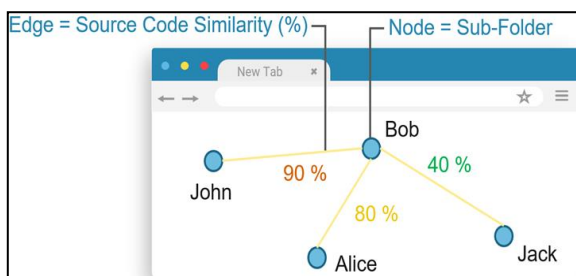 Edge = Source Code Similarity (%)
Node = Sub-Folder
New Tab
Bob
John
90 %
40 %
80 %
Alice
Jack